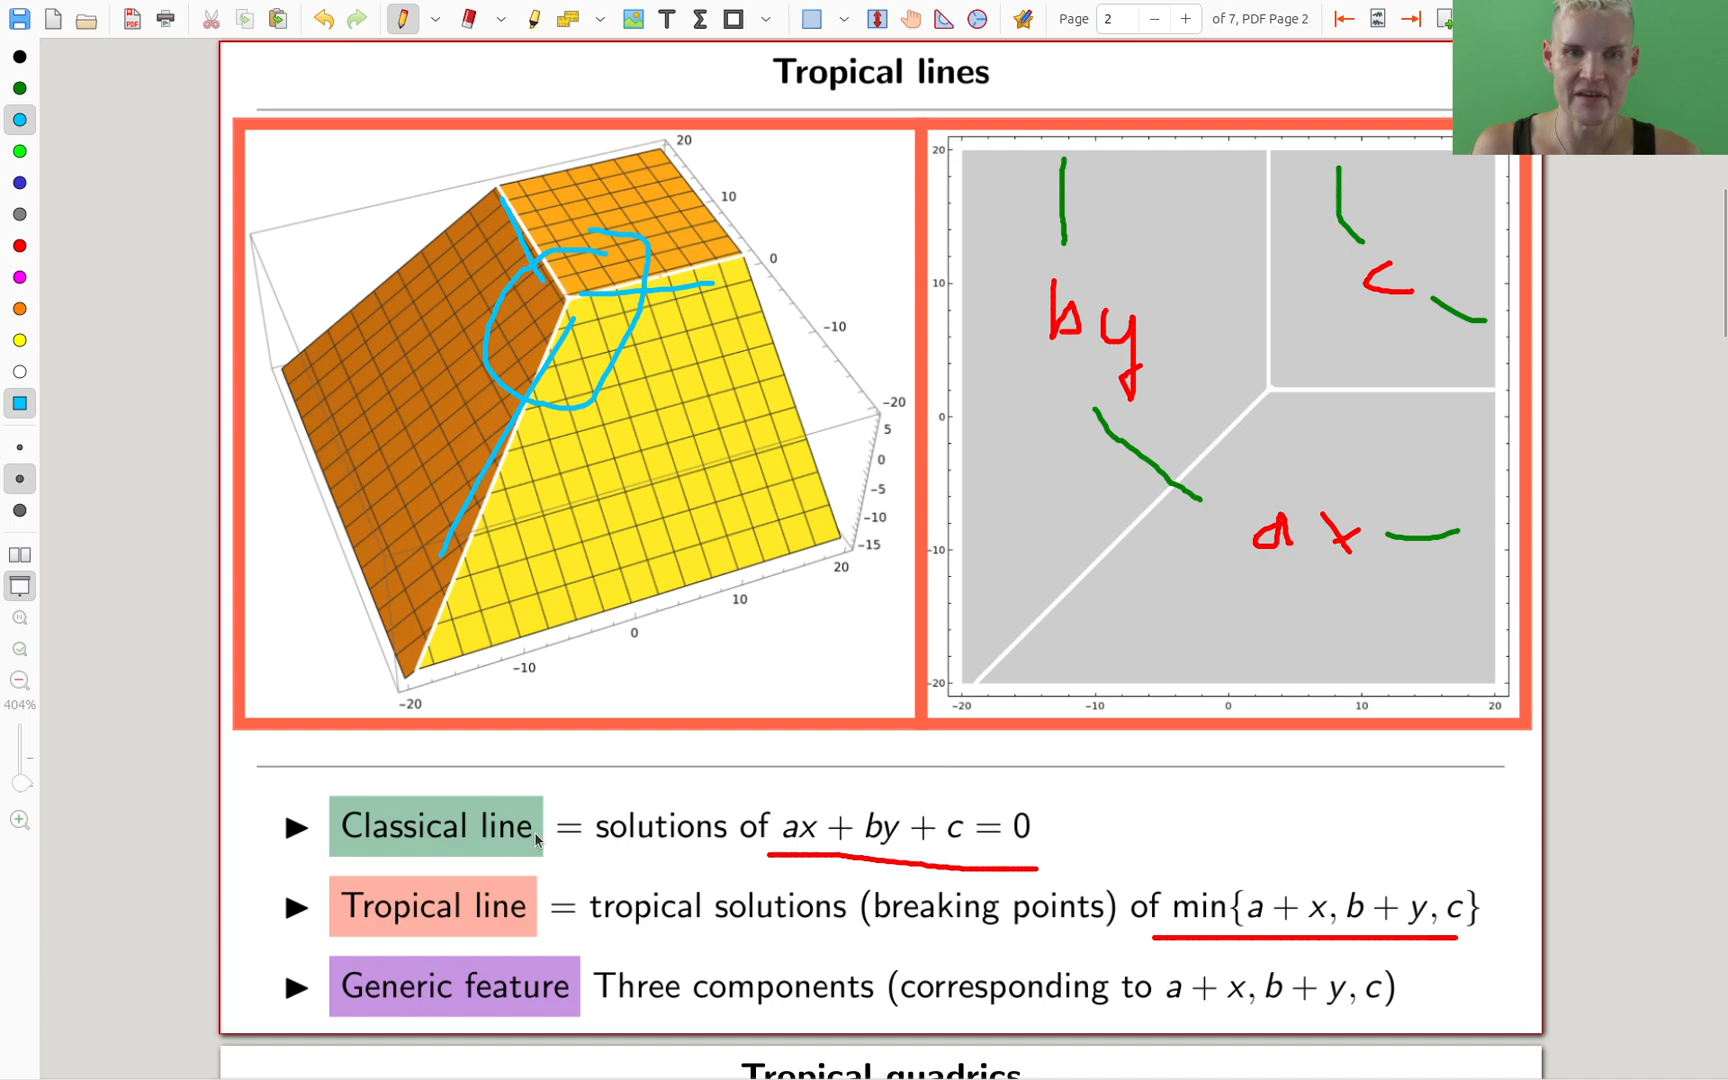 Page 2 of 7, PDF Page 2
Tropical lines
20
10
0
-10
-20
5
0
-5
-10
-15
20
10
0
-10
-20
20
10
0
-10
-20
-20
-10
0
10
20
by
c
ax
404%
▶ Classical line = solutions of ax + by + c = 0
▶ Tropical line = tropical solutions (breaking points) of min{a + x, b + y, c}
▶ Generic feature Three components (corresponding to a + x, b + y, c)
Tropical quadrics